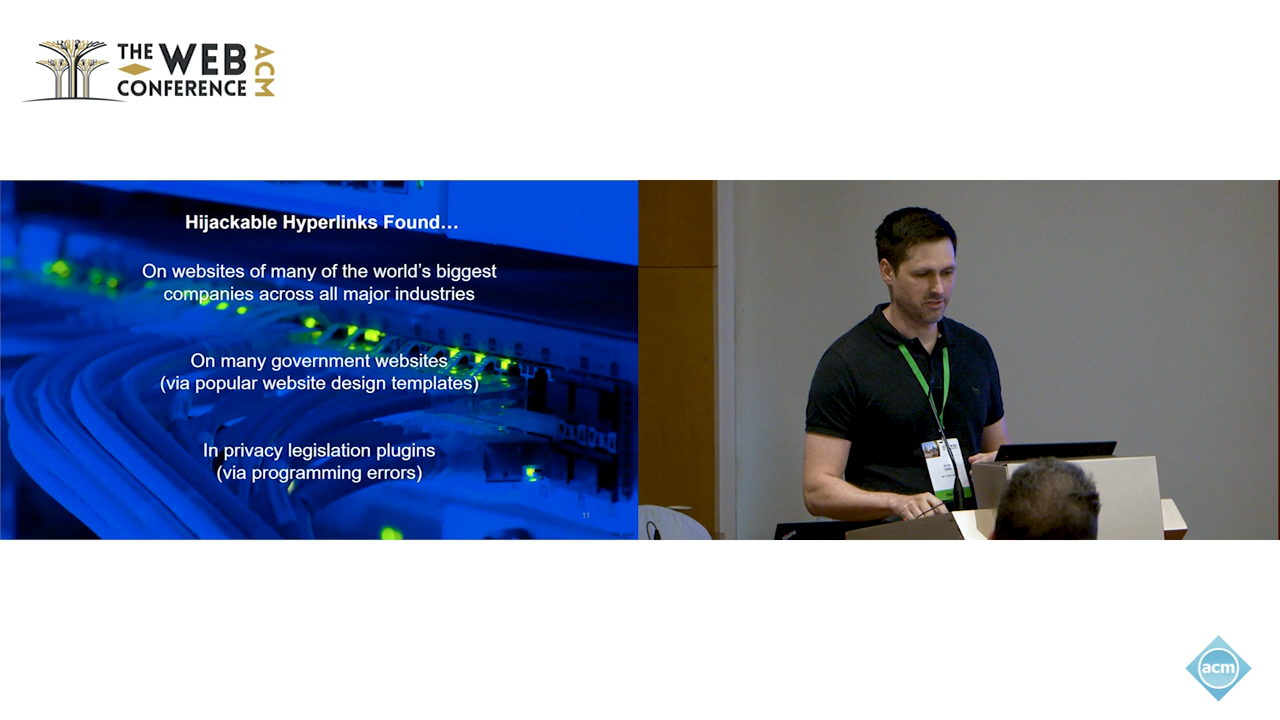 THE WEB
CONFERENCE
ACM
Hijackable Hyperlinks Found…
On websites of many of the world’s biggest
companies across all major industries
On many government websites
(via popular website design templates)
In privacy legislation plugins
(via programming errors)
11
acm